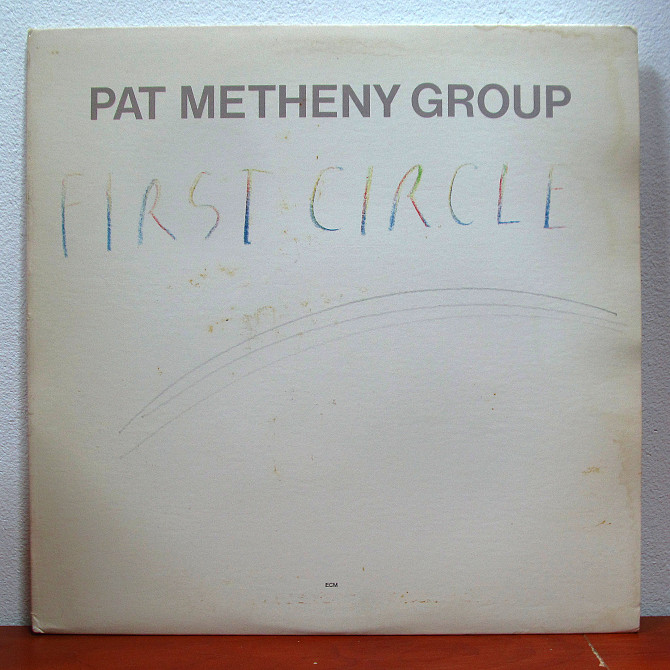 PAT METHENY GROUP
FIRST CIRCLE
ECM